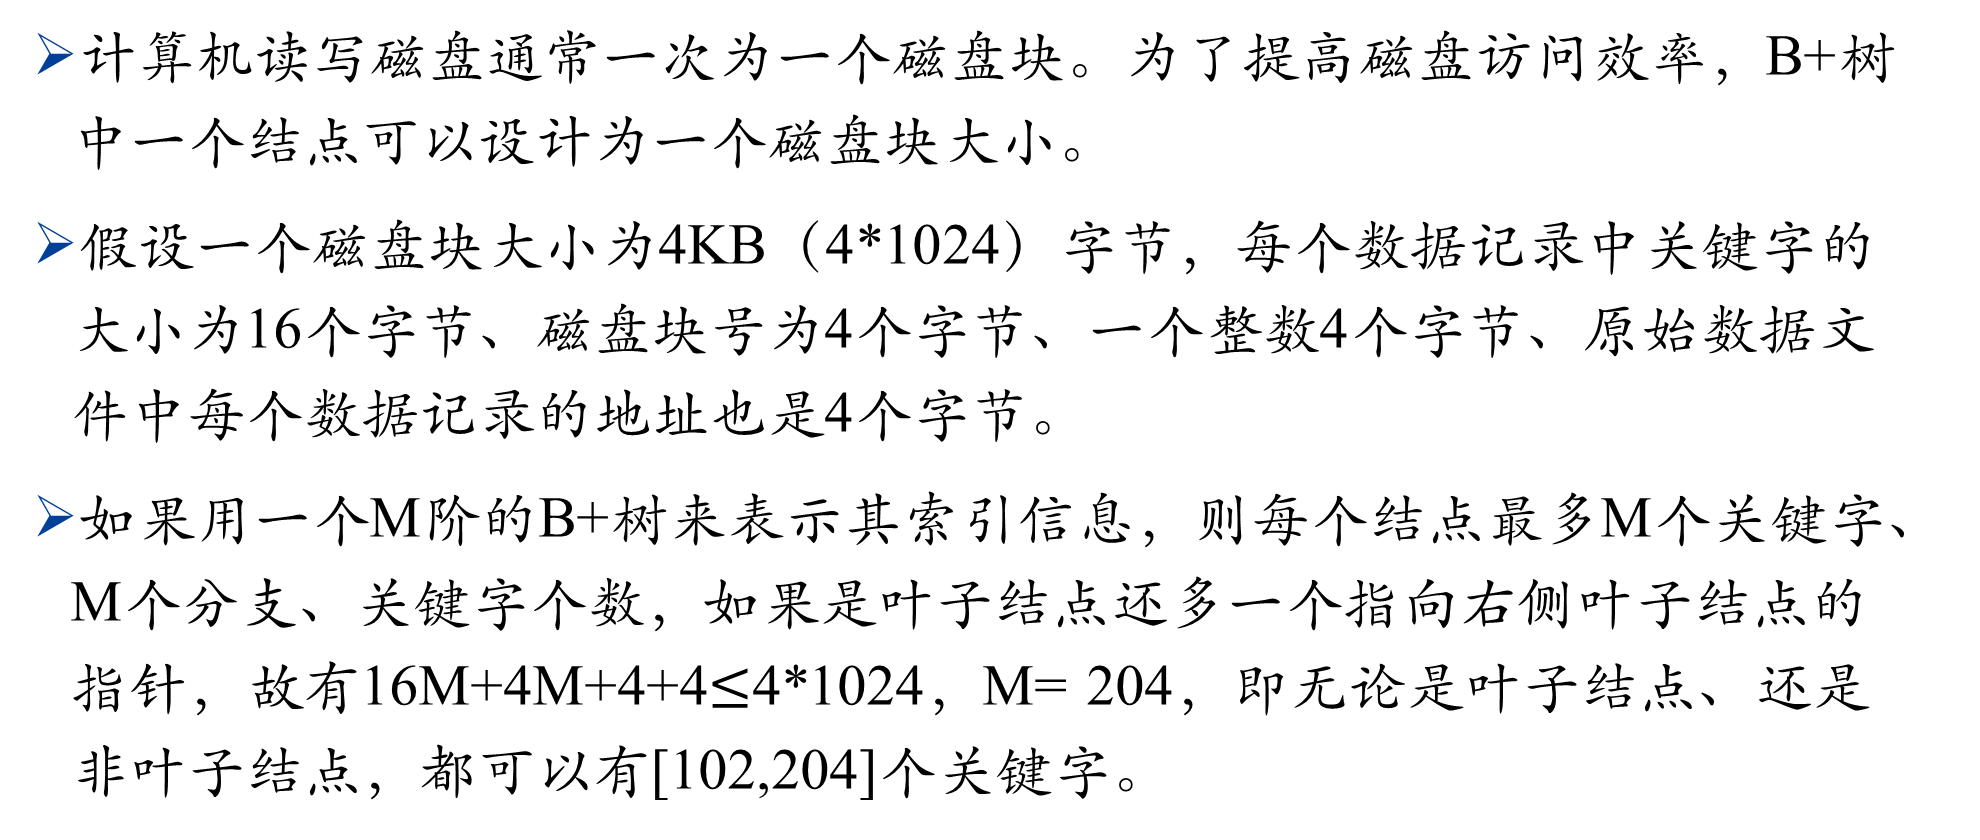 ➢计算机读写磁盘通常一次为一个磁盘块。为了提高磁盘访问效率，B+树
中一个结点可以设计为一个磁盘块大小。
➢假设一个磁盘块大小为4KB（4*1024）字节，每个数据记录中关键字的
大小为16个字节、磁盘块号为4个字节、一个整数4个字节、原始数据文
件中每个数据记录的地址也是4个字节。
➢如果用一个M阶的B+树来表示其索引信息，则每个结点最多M个关键字、
M个分支、关键字个数，如果是叶子结点还多一个指向右侧叶子结点的
指针，故有16M+4M+4+4≤4*1024，M= 204，即无论是叶子结点、还是
非叶子结点，都可以有[102,204]个关键字。